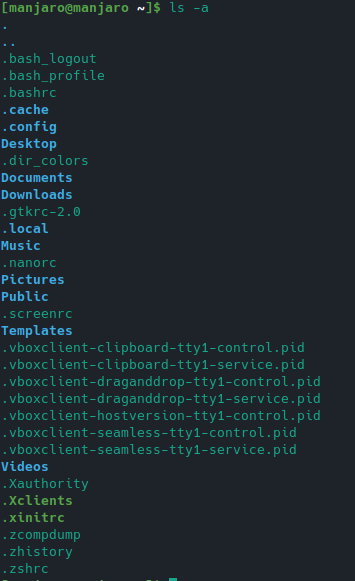 [manjaro@manjaro ~]$ ls -a
.
..
.bash_logout
.bash_profile
.bashrc
.cache
.config
Desktop
.dir_colors
Documents
Downloads
.gtkrc-2.0
.local
Music
.nanorc
Pictures
Public
.screenrc
Templates
.vboxclient-clipboard-tty1-control.pid
.vboxclient-clipboard-tty1-service.pid
.vboxclient-draganddrop-tty1-control.pid
.vboxclient-draganddrop-tty1-service.pid
.vboxclient-hostversion-tty1-control.pid
.vboxclient-seamless-tty1-control.pid
.vboxclient-seamless-tty1-service.pid
Videos
.Xauthority
.Xclients
.xinitrc
.zcompdump
.zhistory
.zshrc
[manjaro@manjaro ~]$